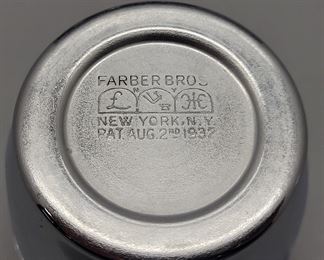 FARBER BROS
N Y
NEW YORK, N.Y.
PAT. AUG. 2ND 1932